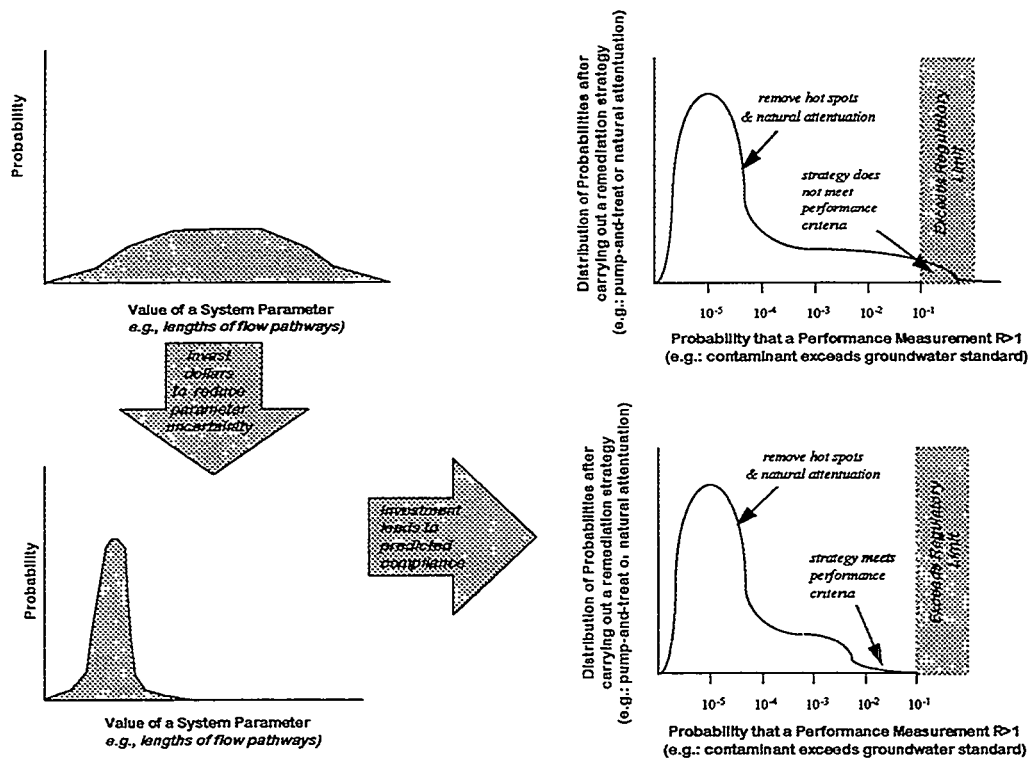 Probability
Value of a System Parameter
e.g., lengths of flow pathways)
Invest
dollars
to reduce
parameter
uncertainity
Probability
Value of a System Parameter
e.g., lengths of flow pathways)
investment
leads to
predicted
compliance
Distribution of Probabilities after
carrying out a remediation strategy
(e.g.: pump-and-treat or natural attentuation)
remove hot spots
& natural attentuation
strategy does
not meet
performance
criteria
Exceeds Regulatory
Limit
10-5 10-4 10-3 10-2 10-1
Probability that a Performance Measurement R>1
(e.g.: contaminant exceeds groundwater standard)
Distribution of Probabilities after
carrying out a remediation strategy
(e.g.: pump-and-treat or natural attenuation)
remove hot spots
& natural attentuation
strategy meets
performance
criteria
Exceeds Regulatory
Limit
10-5 10-4 10-3 10-2 10-1
Probability that a Performance Measurement R>1
(e.g.: contaminant exceeds groundwater standard)